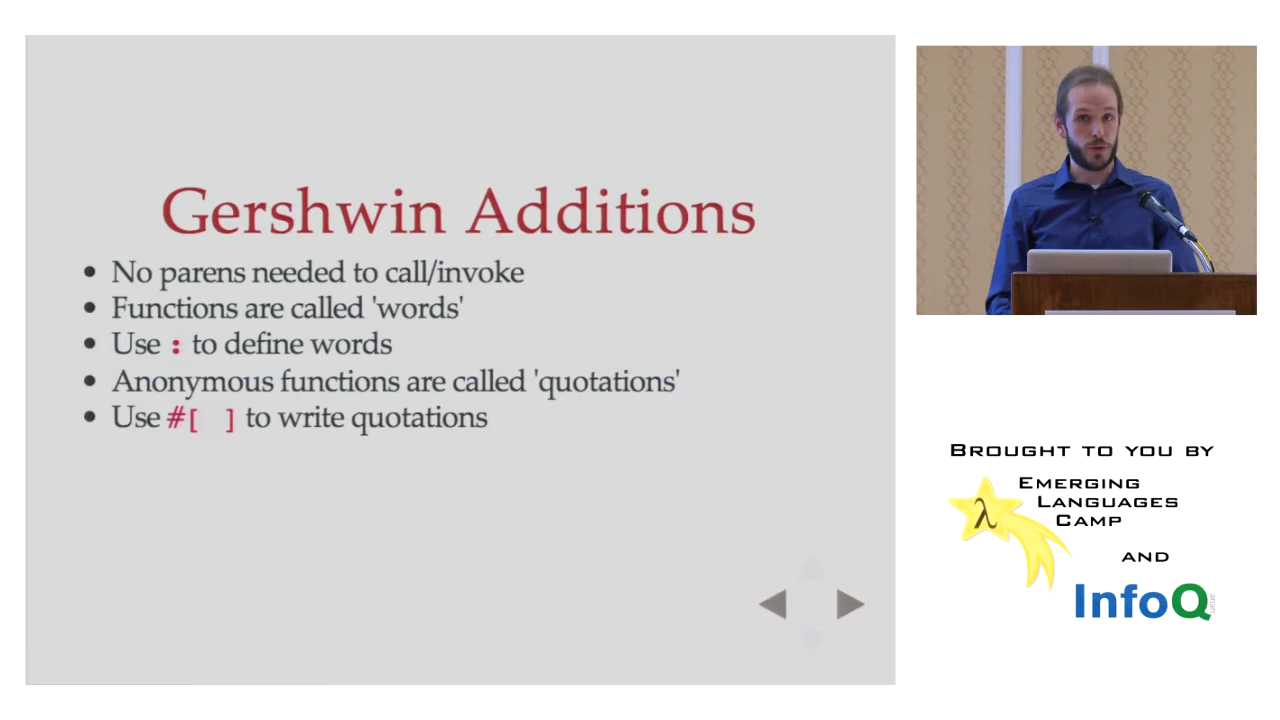 Gershwin Additions
• No parens needed to call/invoke
• Functions are called 'words'
• Use : to define words
• Anonymous functions are called 'quotations'
• Use #[ ] to write quotations
BROUGHT TO YOU BY
λ
EMERGING
LANGUAGES
CAMP
AND
InfoQ
ueue